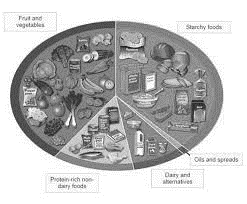 Fruit and
vegetables
Starchy foods
Oils and spreads
Dairy and
alternatives
Protein-rich non-
dairy foods